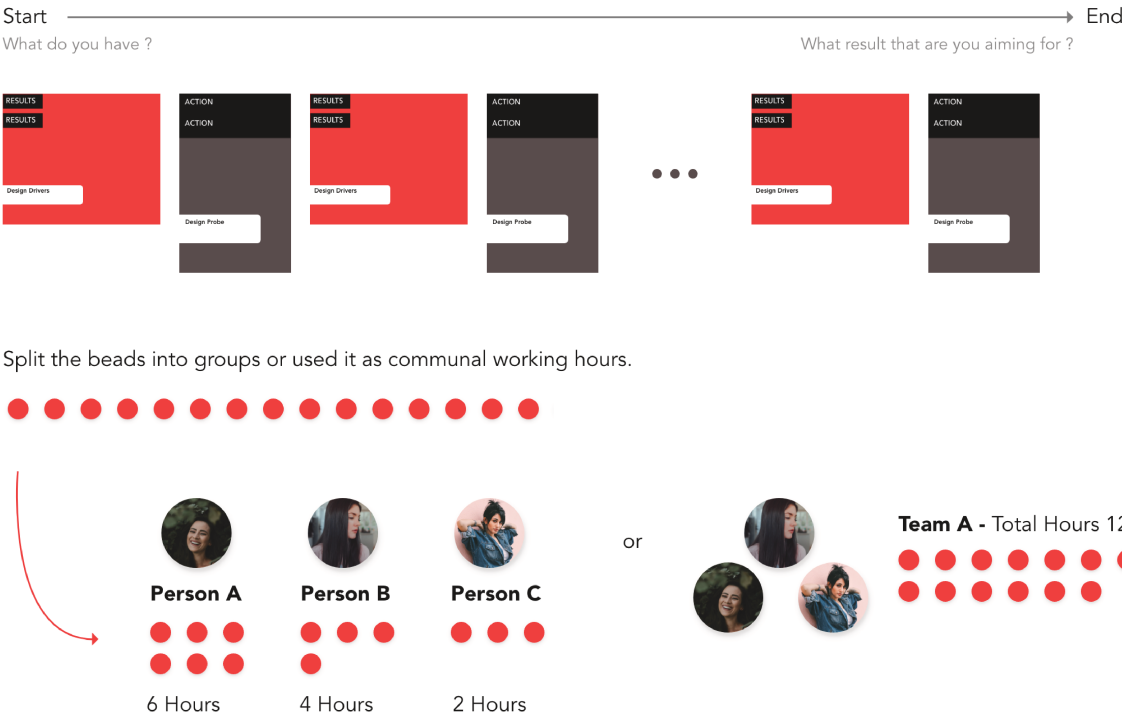 Start
End
What do you have ?
What result that are you aiming for ?
RESULTS
RESULTS
Design Drivers
ACTION
ACTION
Design Probe
RESULTS
RESULTS
Design Drivers
ACTION
ACTION
Design Probe
RESULTS
RESULTS
Design Drivers
ACTION
ACTION
Design Probe
Split the beads into groups or used it as communal working hours.
Person A
6 Hours
Person B
4 Hours
Person C
2 Hours
or
Team A - Total Hours 12